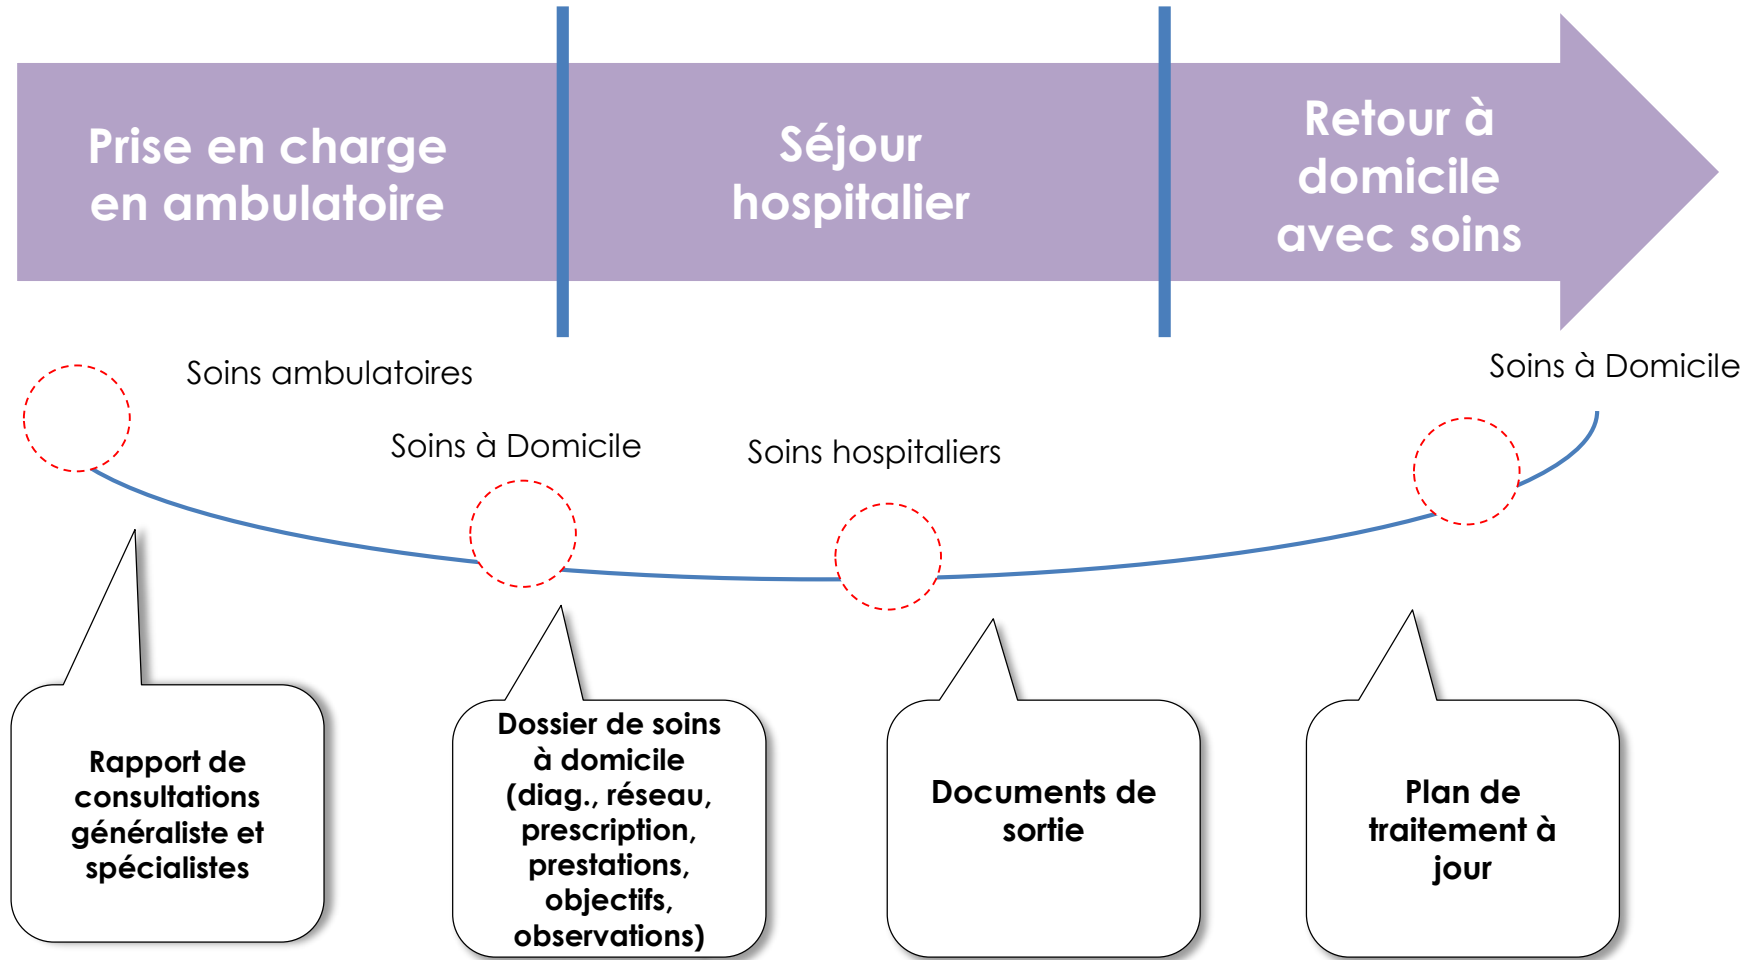 Prise en charge
en ambulatoire
Séjour
hospitalier
Retour à
domicile
avec soins
Soins ambulatoires
Soins à Domicile
Soins hospitaliers
Soins à Domicile
Rapport de
consultations
généraliste et
spécialistes
Dossier de soins
à domicile
(diag., réseau,
prescription,
prestations,
objectifs,
observations)
Documents de
sortie
Plan de
traitement à
jour